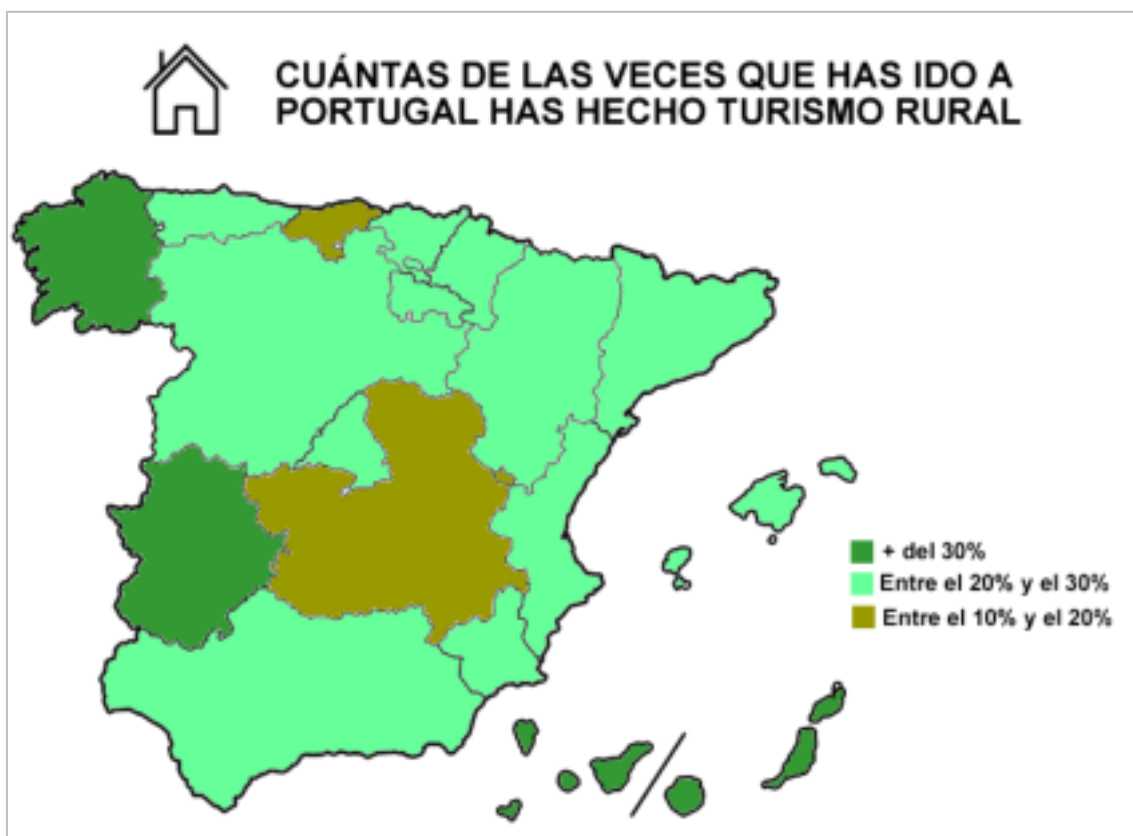 CUÁNTAS DE LAS VECES QUE HAS IDO A
PORTUGAL HAS HECHO TURISMO RURAL
+ del 30%
Entre el 20% y el 30%
Entre el 10% y el 20%